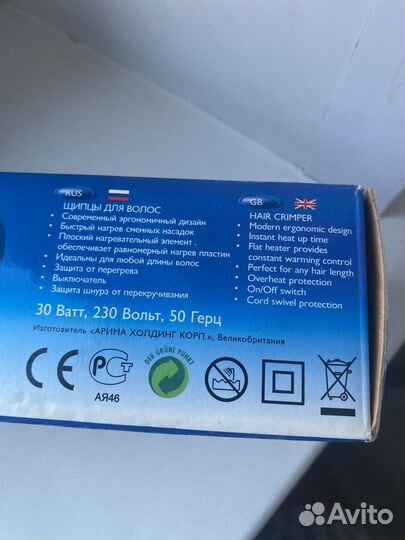 RUS
ЩИПЦЫ ДЛЯ ВОЛОС
• Современный эргономичный дизайн
• Быстрый нагрев сменных насадок
• Плоский нагревательный элемент .
обеспечивает равномерный нагрев пластин
• Идеальны для любой длины волос
• Защита от перегрева
• Выключатель
• Защита шнура от перекручивания
GB
HAIR CRIMPER
• Modern ergonomic design
• Instant heat up time
• Flat heater provides
constant warming control
• Perfect for any hair length
• Overheat protection
• On/Off switch
• Cord swivel protection
30 Ватт, 230 Вольт, 50 Герц
Изготовитель «АРИМА ХОЛДИНГ КОРП.», Великобритания
CE
РСТ
АЯ46
DER GRÜNE PUNKT
Avito